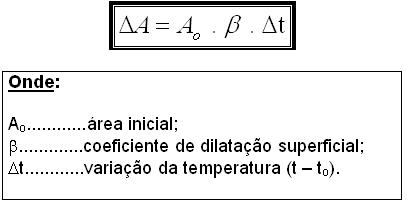 ΔA = A₀ . β . Δt
Onde:
A₀............área inicial;
β.............coeficiente de dilatação superficial;
Δt............variação da temperatura (t – t₀).